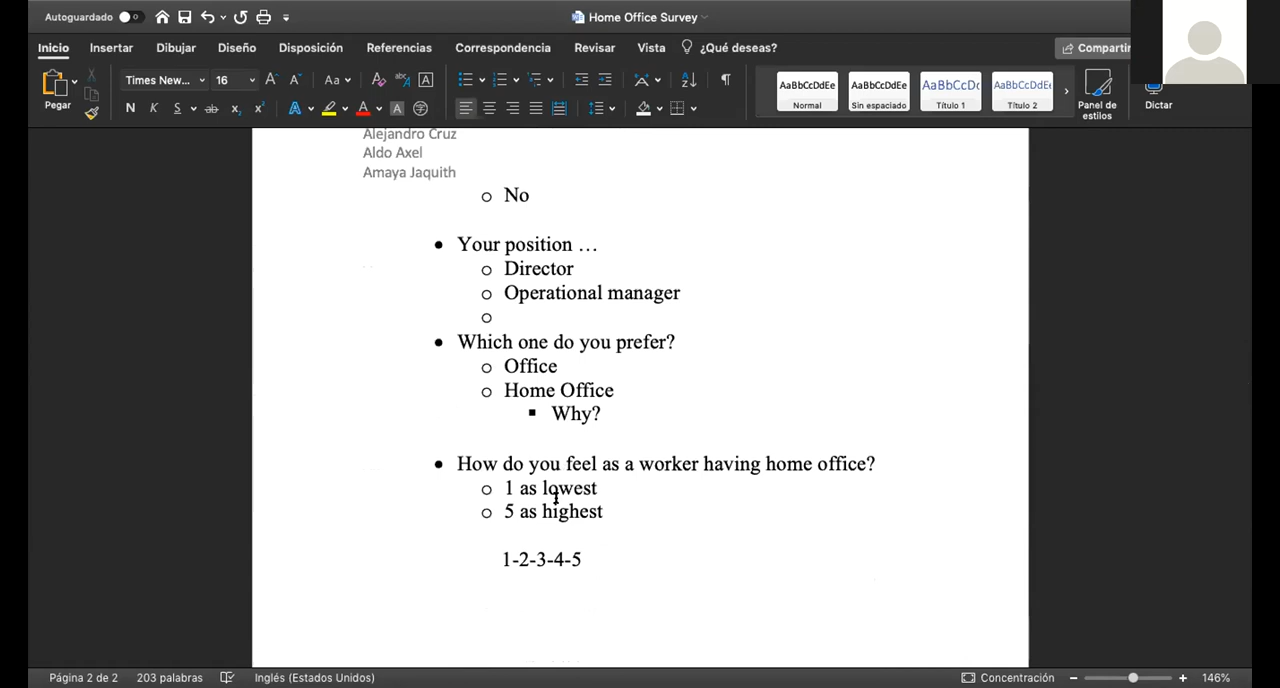 Autoguardado
Home Office Survey
Inicio Insertar Dibujar Diseño Disposición Referencias Correspondencia Revisar Vista ¿Qué deseas? Compartir
Pegar
Times New... 16
Aa
N K S ab x₂ x²
AaBbCcDdEe Normal
AaBbCcDdEe Sin espaciado
AaBbCcDc Título 1
AaBbCcDdEe Título 2
Panel de estilos
Dictar
Alejandro Cruz
Aldo Axel
Amaya Jaquith
o No
• Your position …
o Director
o Operational manager
o
• Which one do you prefer?
o Office
o Home Office
▪ Why?
• How do you feel as a worker having home office?
o 1 as lowest
o 5 as highest
1-2-3-4-5
Página 2 de 2 203 palabras Inglés (Estados Unidos) Concentración 146%